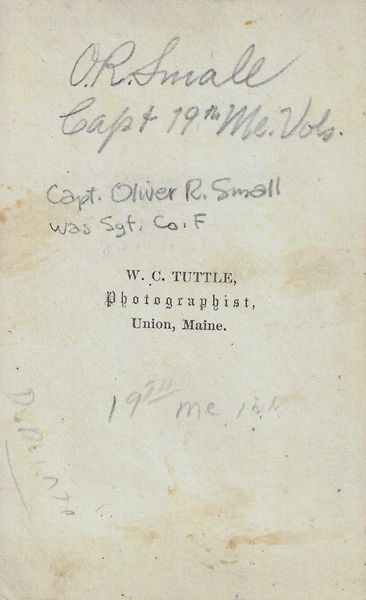 O.R. Small
Capt 19th Me. Vols.
Capt. Oliver R. Small
was Sgt. Co. F
W. C. TUTTLE,
Photographist,
Union, Maine.
19TH me.